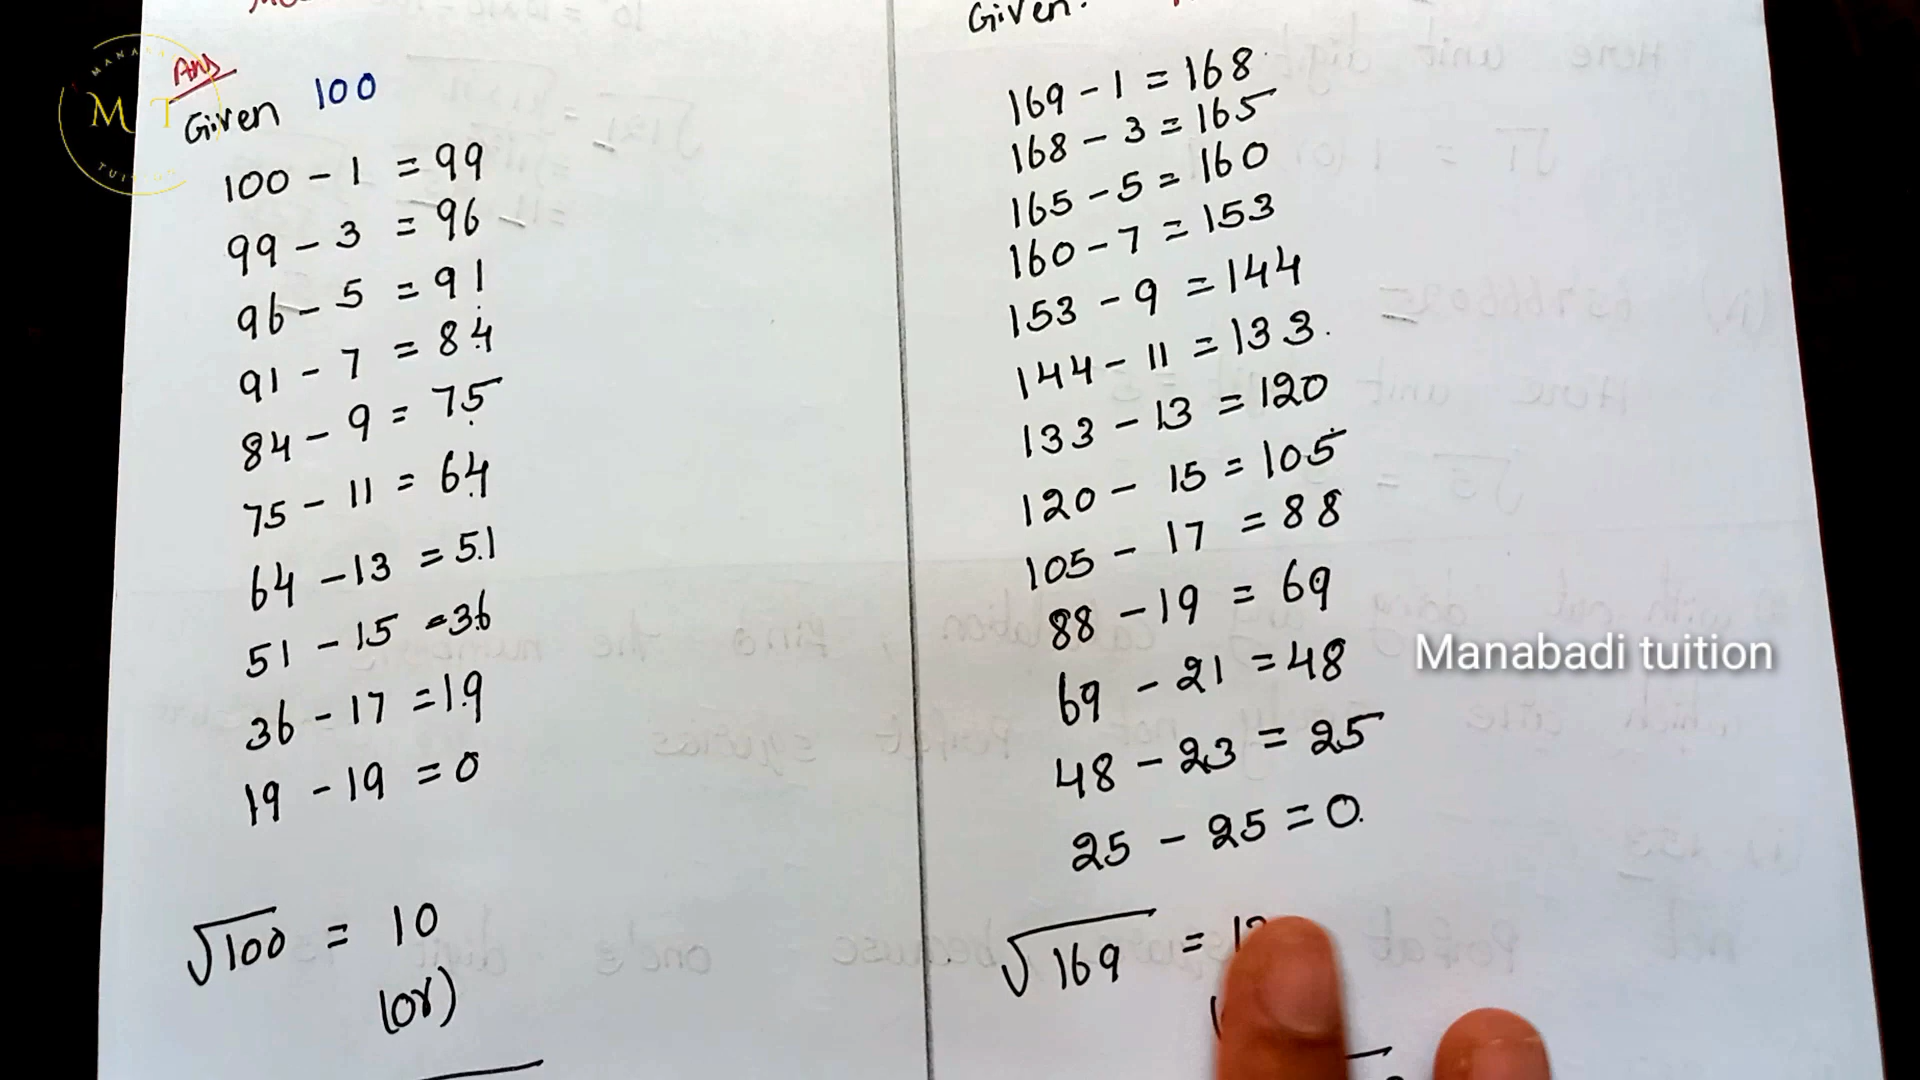 Ans
Given 100
100 - 1 = 99
99 - 3 = 96
96 - 5 = 91
91 - 7 = 84
84 - 9 = 75
75 - 11 = 64
64 - 13 = 51
51 - 15 = 36
36 - 17 = 19
19 - 19 = 0
√100 = 10
(or)
Given.
169 - 1 = 168
168 - 3 = 165
165 - 5 = 160
160 - 7 = 153
153 - 9 = 144
144 - 11 = 133.
133 - 13 = 120
120 - 15 = 105
105 - 17 = 88
88 - 19 = 69
69 - 21 = 48
48 - 23 = 25
25 - 25 = 0.
√169 =
Manabadi tuition
M T
TUITION